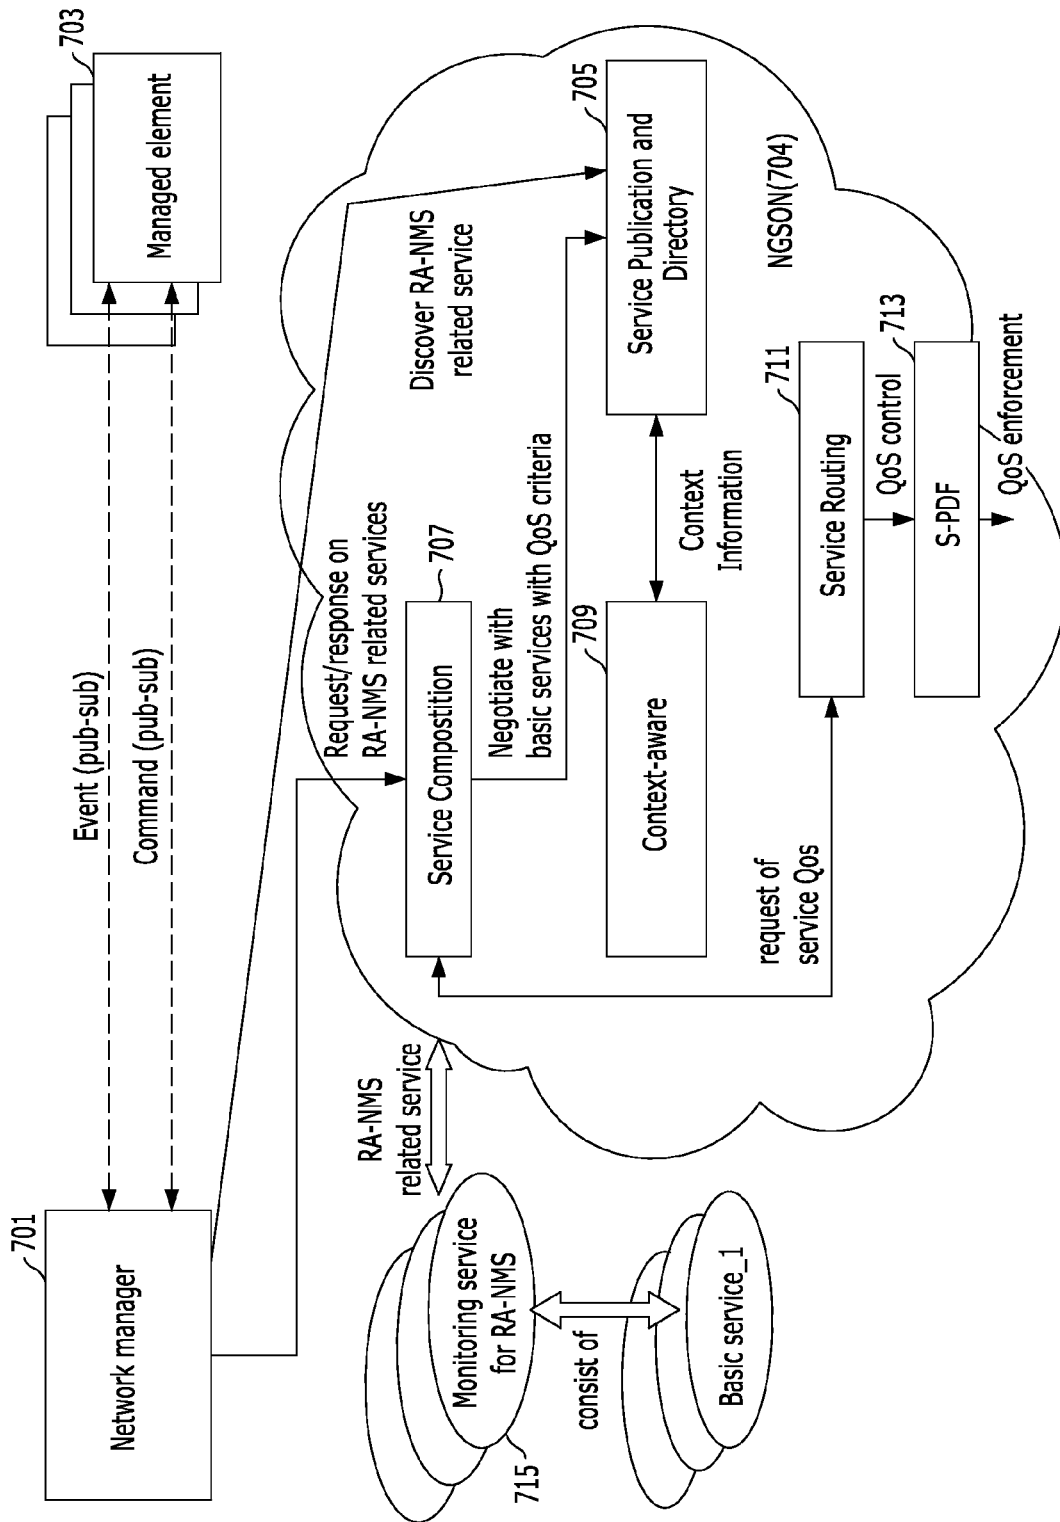 701
Network manager
Event (pub-sub)
Command (pub-sub)
703
Managed element
Request/response on
RA-NMS related services
Discover RA-NMS
related service
707
Service Compostition
Negotiate with
basic services with QoS criteria
705
Service Publication and
Directory
709
Context-aware
Context
Information
NGSON(704)
request of
service Qos
711
Service Routing
QoS control
713
S-PDF
QoS enforcement
RA-NMS
related service
Monitoring service
for RA-NMS
715
consist of
Basic service_1